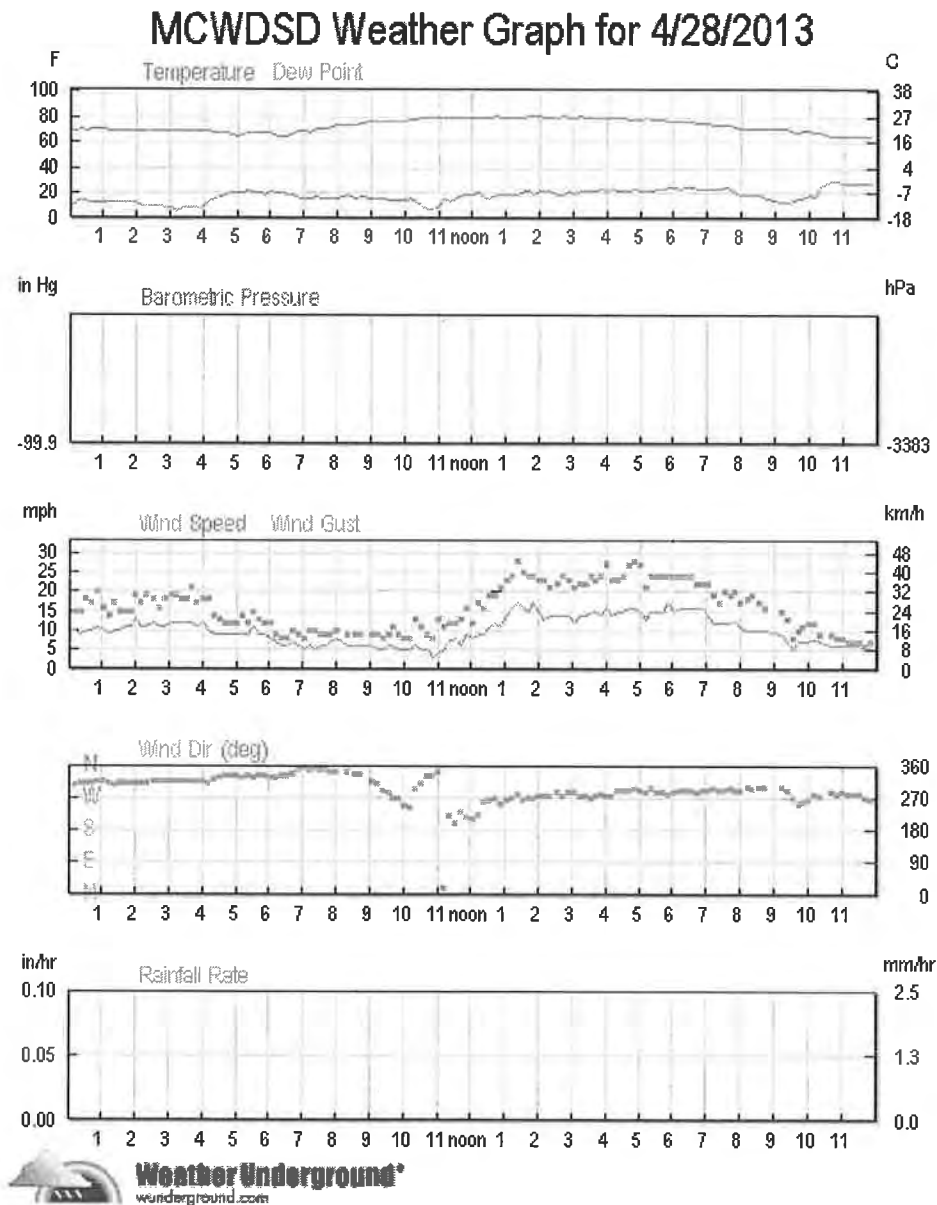 MCWDSD Weather Graph for 4/28/2013
F Temperature Dew Point C
100 38
80 27
60 16
40 4
20 -7
0 -18
1 2 3 4 5 6 7 8 9 10 11 noon 1 2 3 4 5 6 7 8 9 10 11
in Hg Barometric Pressure hPa
-99.9 -3383
1 2 3 4 5 6 7 8 9 10 11 noon 1 2 3 4 5 6 7 8 9 10 11
mph Wind Speed Wind Gust km/h
30 48
25 40
20 32
15 24
10 16
5 8
0 0
1 2 3 4 5 6 7 8 9 10 11 noon 1 2 3 4 5 6 7 8 9 10 11
Wind Dir (deg)
N 360
W 270
S 180
E 90
N 0
1 2 3 4 5 6 7 8 9 10 11 noon 1 2 3 4 5 6 7 8 9 10 11
in/hr Rainfall Rate mm/hr
0.10 2.5
0.05 1.3
0.00 0.0
1 2 3 4 5 6 7 8 9 10 11 noon 1 2 3 4 5 6 7 8 9 10 11
Weather Underground®
wunderground.com